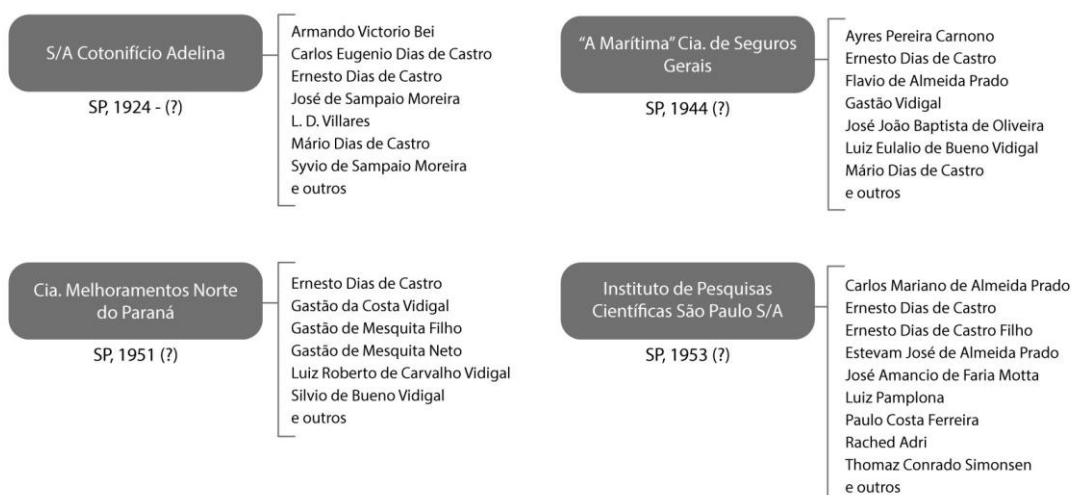 S/A Cotonifício Adelina
SP, 1924 - (?)
Armando Victorio Bei
Carlos Eugenio Dias de Castro
Ernesto Dias de Castro
José de Sampaio Moreira
L. D. Villares
Mário Dias de Castro
Syvio de Sampaio Moreira
e outros
“A Marítima” Cia. de Seguros
Gerais
SP, 1944 (?)
Ayres Pereira Carnono
Ernesto Dias de Castro
Flavio de Almeida Prado
Gastão Vidigal
José João Baptista de Oliveira
Luiz Eulalio de Bueno Vidigal
Mário Dias de Castro
e outros
Cia. Melhoramentos Norte
do Paraná
SP, 1951 (?)
Ernesto Dias de Castro
Gastão da Costa Vidigal
Gastão de Mesquita Filho
Gastão de Mesquita Neto
Luiz Roberto de Carvalho Vidigal
Silvio de Bueno Vidigal
e outros
Instituto de Pesquisas
Científicas São Paulo S/A
SP, 1953 (?)
Carlos Mariano de Almeida Prado
Ernesto Dias de Castro
Ernesto Dias de Castro Filho
Estevam José de Almeida Prado
José Amancio de Faria Motta
Luiz Pamplona
Paulo Costa Ferreira
Rached Adri
Thomaz Conrado Simonsen
e outros